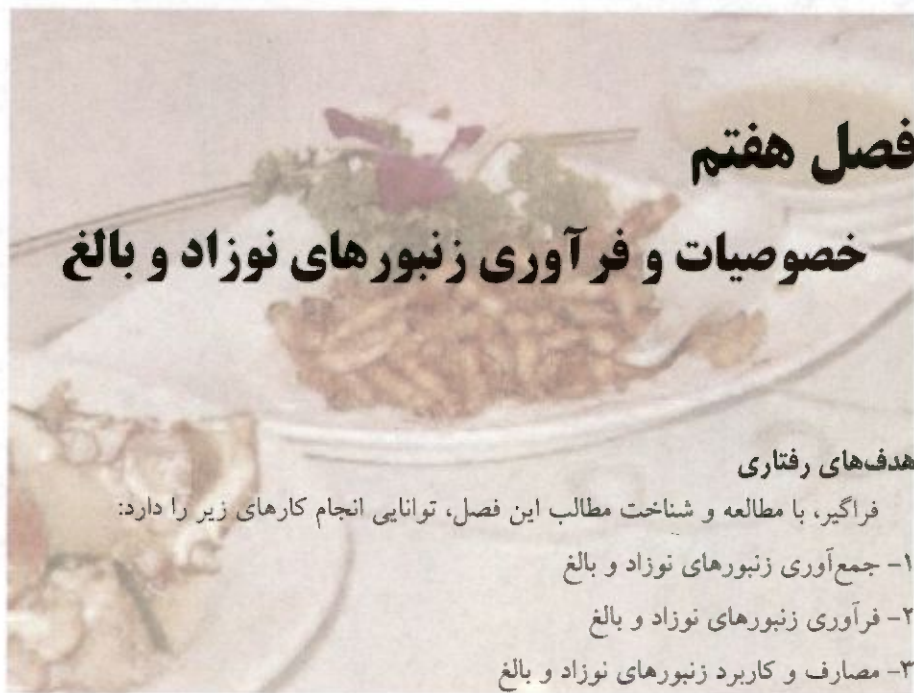 فصل هفتم
خصوصیات و فرآوری زنبورهای نوزاد و بالغ
هدف‌های رفتاری
فراگیر، با مطالعه و شناخت مطالب این فصل، توانایی انجام کارهای زیر را دارد:
۱- جمع‌آوری زنبورهای نوزاد و بالغ
۲- فرآوری زنبورهای نوزاد و بالغ
۳- مصارف و کاربرد زنبورهای نوزاد و بالغ